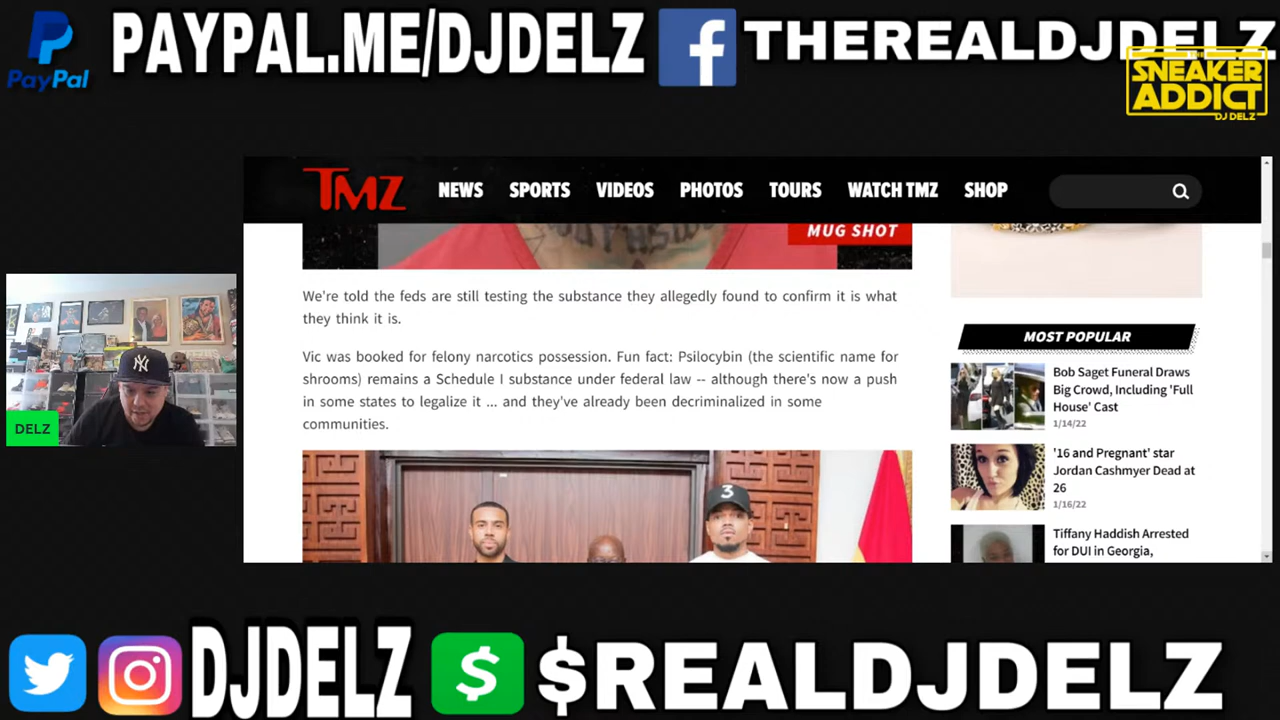 PayPal
PAYPAL.ME/DJDELZ
THEREALDJDELZ
THE
SNEAKER
ADDICT
DJ DELZ
TMZ
NEWS SPORTS VIDEOS PHOTOS TOURS WATCH TMZ SHOP
MUG SHOT
We're told the feds are still testing the substance they allegedly found to confirm it is what
they think it is.
Vic was booked for felony narcotics possession. Fun fact: Psilocybin (the scientific name for
shrooms) remains a Schedule I substance under federal law -- although there's now a push
in some states to legalize it ... and they've already been decriminalized in some
communities.
3
MOST POPULAR
Bob Saget Funeral Draws
Big Crowd, Including 'Full
House' Cast
1/14/22
'16 and Pregnant' star
Jordan Cashmyer Dead at
26
1/16/22
Tiffany Haddish Arrested
for DUI in Georgia,
NY
DELZ
DJDELZ
$
$REALDJDELZ